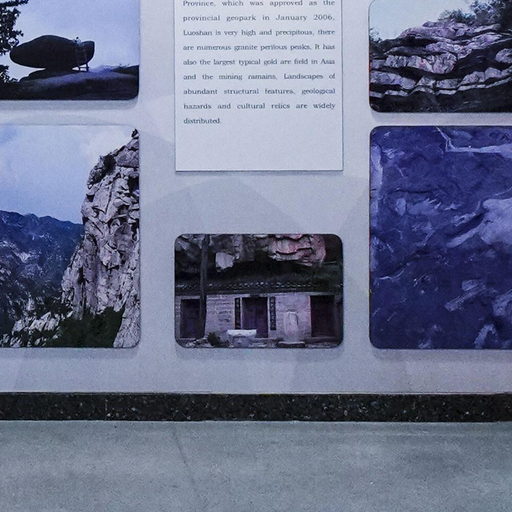 Province, which was approved as the
provincial geopark in January 2006.
Luoshan is very high and precipitous, there
are numerous granite perilous peaks. It has
also the largest typical gold are field in Asia
and the mining ramains. Landscapes of
abundant structural features, geological
hazards and cultural relics are widely
distributed.